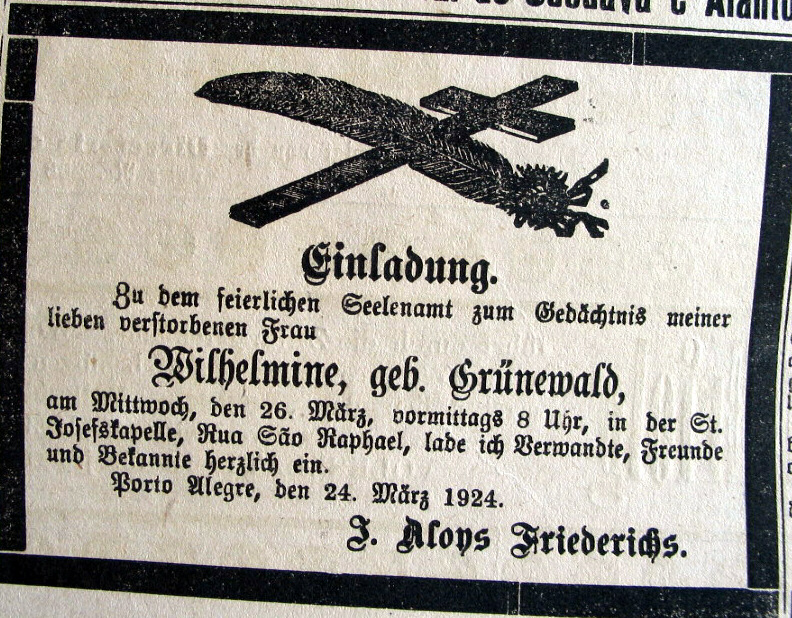 Einladung.
Zu dem feierlichen Seelenamt zum Gedächtnis meiner
lieben verstorbenen Frau
Wilhelmine, geb. Grünewald,
am Mittwoch, den 26. März, vormittags 8 Uhr, in der St.
Josefskapelle, Rua São Raphael, lade ich Verwandte, Freunde
und Bekannte herzlich ein.
Porto Alegre, den 24. März 1924.
J. Aloys Friederichs.